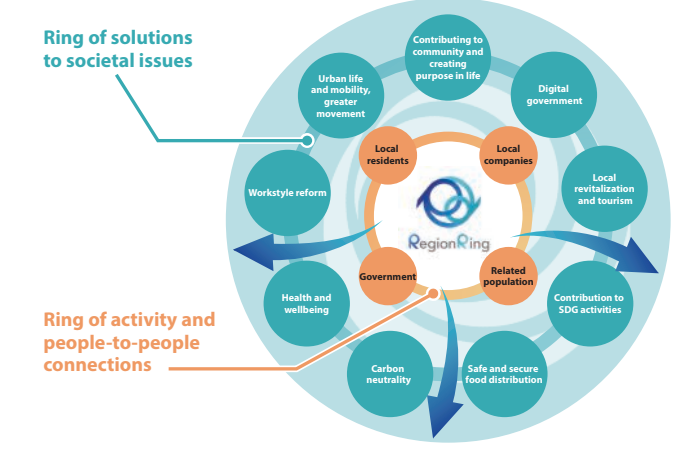 Ring of solutions
to societal issues
Contributing to
community and
creating
purpose in life
Urban life
and mobility,
greater
movement
Digital
government
Local
residents
Local
companies
Workstyle reform
Local
revitalization
and tourism
RegionRing
Government
Related
population
Health and
wellbeing
Contribution to
SDG activities
Ring of activity and
people-to-people
connections
Carbon
neutrality
Safe and secure
food distribution